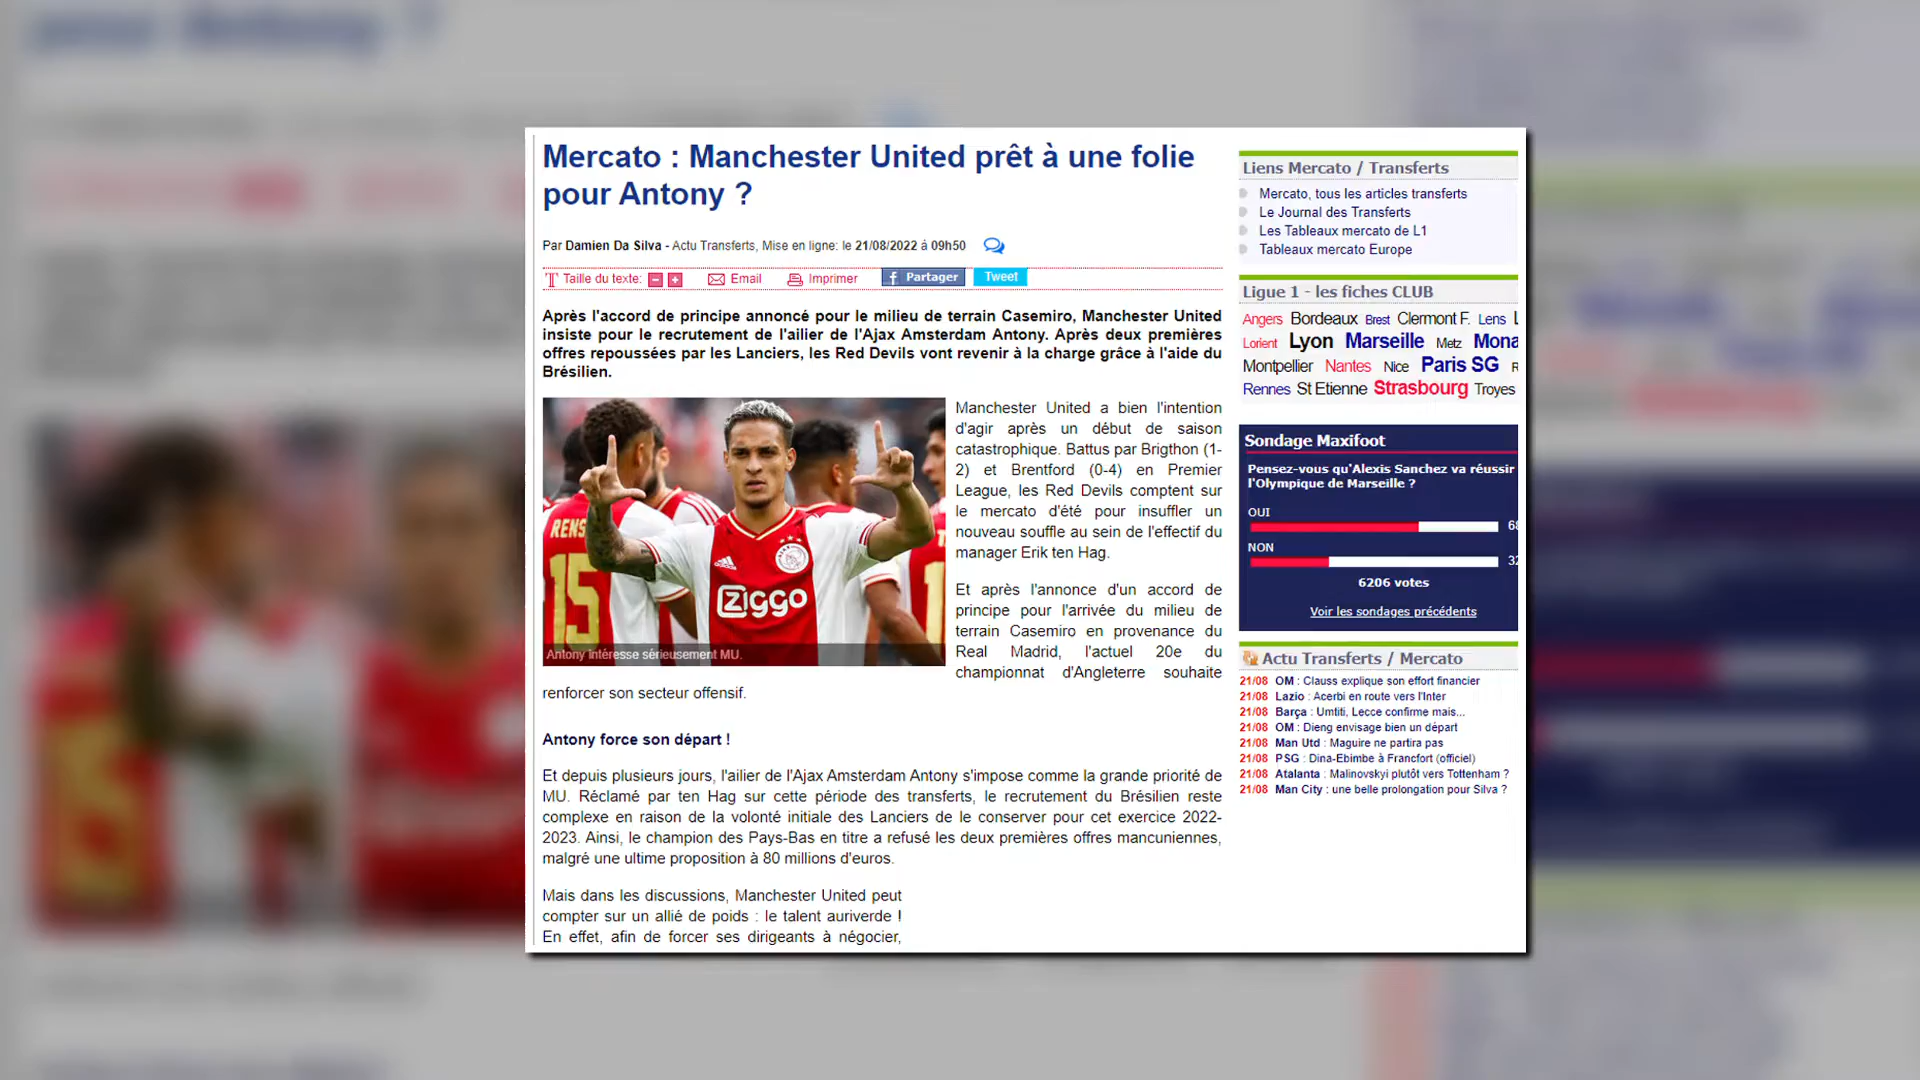 Mercato : Manchester United prêt à une folie
pour Antony ?
Par Damien Da Silva - Actu Transferts, Mise en ligne: le 21/08/2022 à 09h50
Taille du texte:
Email
Imprimer
Partager
Tweet
Après l'accord de principe annoncé pour le milieu de terrain Casemiro, Manchester United
insiste pour le recrutement de l'ailier de l'Ajax Amsterdam Antony. Après deux premières
offres repoussées par les Lanciers, les Red Devils vont revenir à la charge grâce à l'aide du
Brésilien.
RENS
15
Ziggo
Antony intéresse sérieusement MU.
Manchester United a bien l'intention
d'agir après un début de saison
catastrophique. Battus par Brigthon (1-
2) et Brentford (0-4) en Premier
League, les Red Devils comptent sur
le mercato d'été pour insuffler un
nouveau souffle au sein de l'effectif du
manager Erik ten Hag.
Et après l'annonce d'un accord de
principe pour l'arrivée du milieu de
terrain Casemiro en provenance du
Real Madrid, l'actuel 20e du
championnat d'Angleterre souhaite
renforcer son secteur offensif.
Antony force son départ !
Et depuis plusieurs jours, l'ailier de l'Ajax Amsterdam Antony s'impose comme la grande priorité de
MU. Réclamé par ten Hag sur cette période des transferts, le recrutement du Brésilien reste
complexe en raison de la volonté initiale des Lanciers de le conserver pour cet exercice 2022-
2023. Ainsi, le champion des Pays-Bas en titre a refusé les deux premières offres mancuniennes,
malgré une ultime proposition à 80 millions d'euros.
Mais dans les discussions, Manchester United peut
compter sur un allié de poids : le talent auriverde !
En effet, afin de forcer ses dirigeants à négocier,
Liens Mercato / Transferts
Mercato, tous les articles transferts
Le Journal des Transferts
Les Tableaux mercato de L1
Tableaux mercato Europe
Ligue 1 - les fiches CLUB
Angers Bordeaux Brest Clermont F. Lens L
Lorient Lyon Marseille Metz Mona
Montpellier Nantes Nice Paris SG R
Rennes St Etienne Strasbourg Troyes
Sondage Maxifoot
Pensez-vous qu'Alexis Sanchez va réussir
l'Olympique de Marseille ?
OUI
68
NON
32
6206 votes
Voir les sondages précédents
Actu Transferts / Mercato
21/08 OM : Clauss explique son effort financier
21/08 Lazio : Acerbi en route vers l'Inter
21/08 Barça : Umtiti, Lecce confirme mais...
21/08 OM : Dieng envisage bien un départ
21/08 Man Utd : Maguire ne partira pas
21/08 PSG : Dina-Ebimbe à Francfort (officiel)
21/08 Atalanta : Malinovskyi plutôt vers Tottenham ?
21/08 Man City : une belle prolongation pour Silva ?